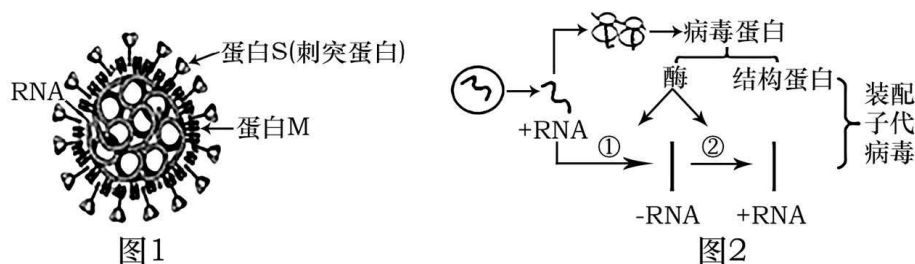 蛋白S(刺突蛋白)
RNA
蛋白M
图1
病毒蛋白
酶 结构蛋白
+RNA
① ②
-RNA +RNA
装配
子代
病毒
图2